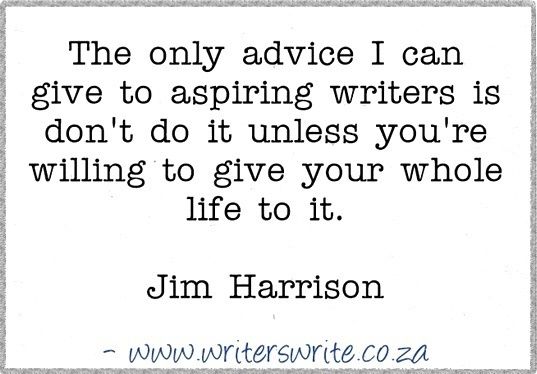 The only advice I can
give to aspiring writers is
don't do it unless you're
willing to give your whole
life to it.
Jim Harrison
- www.writerswrite.co.za